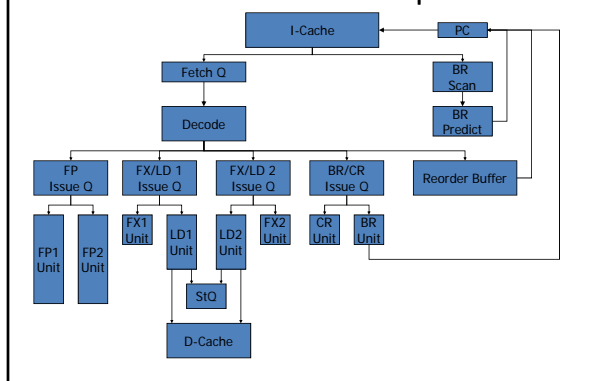 I-Cache
PC
Fetch Q
BR
Scan
Decode
BR
Predict
FP
Issue Q
FX/LD 1
Issue Q
FX/LD 2
Issue Q
BR/CR
Issue Q
Reorder Buffer
FP1
Unit
FP2
Unit
FX1
Unit
LD1
Unit
LD2
Unit
FX2
Unit
CR
Unit
BR
Unit
StQ
D-Cache